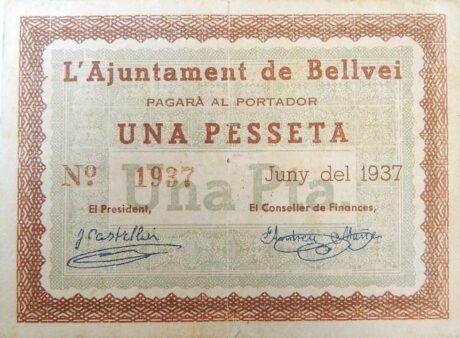 L'Ajuntament de Bellvei
PAGARÀ AL PORTADOR
UNA PESSETA
Nº 1937 Juny del 1937
Una Pta.
El President, El Conseller de Finances,